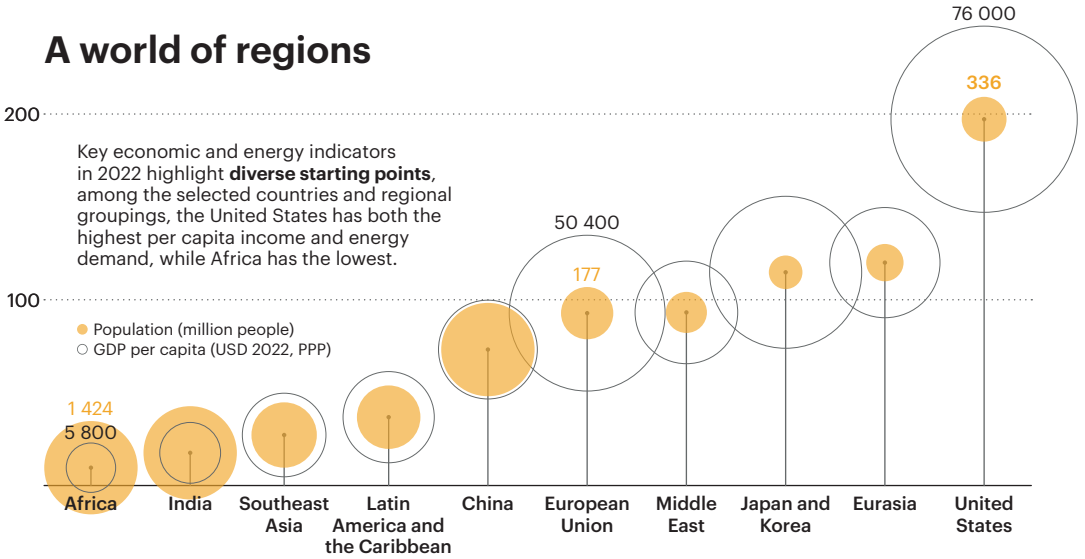 A world of regions
76 000
336
200
Key economic and energy indicators
in 2022 highlight diverse starting points,
among the selected countries and regional
groupings, the United States has both the
highest per capita income and energy
demand, while Africa has the lowest.
50 400
177
100
Population (million people)
GDP per capita (USD 2022, PPP)
1 424
5 800
Africa
India
Southeast
Asia
Latin
America and
the Caribbean
China
European
Union
Middle
East
Japan and
Korea
Eurasia
United
States